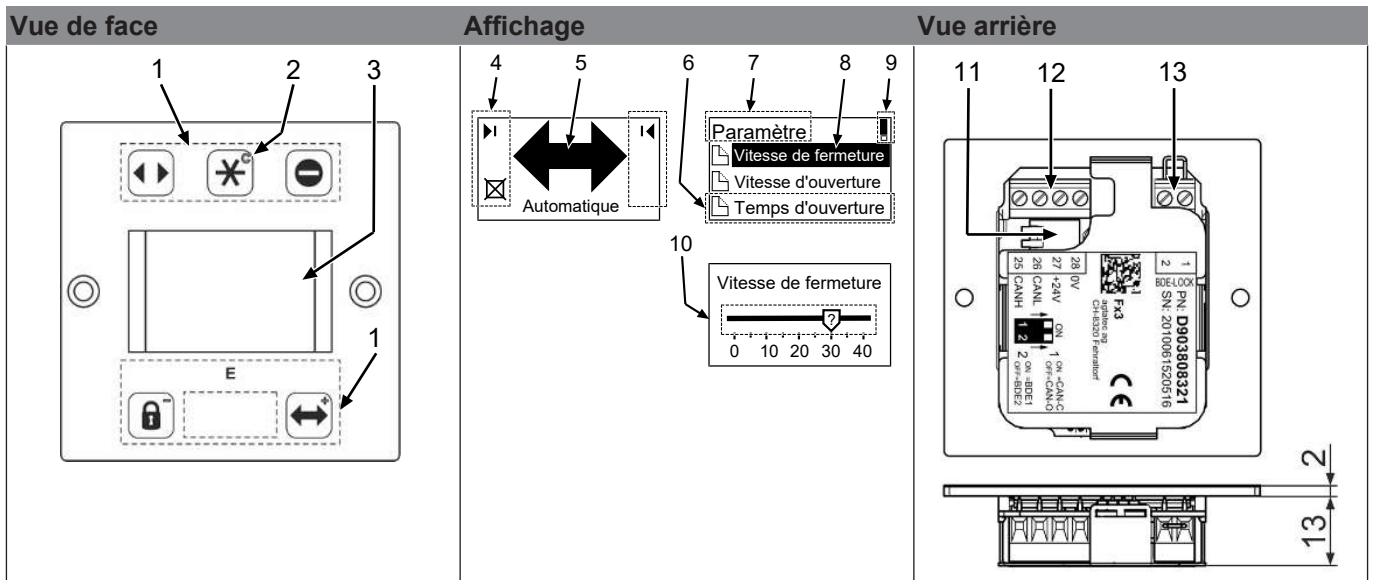 Vue de face
Affichage
Vue arrière
1
2
3
C
E
-
+
1
4
5
6
7
8
9
Automatique
Paramètre
Vitesse de fermeture
Vitesse d'ouverture
Temps d'ouverture
10
Vitesse de fermeture
?
0 10 20 30 40
11
12
13
25 CANH
26 CANL
27 +24V
28 0V
ON
1 2
1 ON =CAN-C
OFF=CAN-O
2 ON =BDE1
OFF=BDE2
Fx3
agtatec ag
CH-8320 Fehraltorf
CE
2 1
BDE-LOCK
PN: D903808321
SN: 2010061520516
2
13